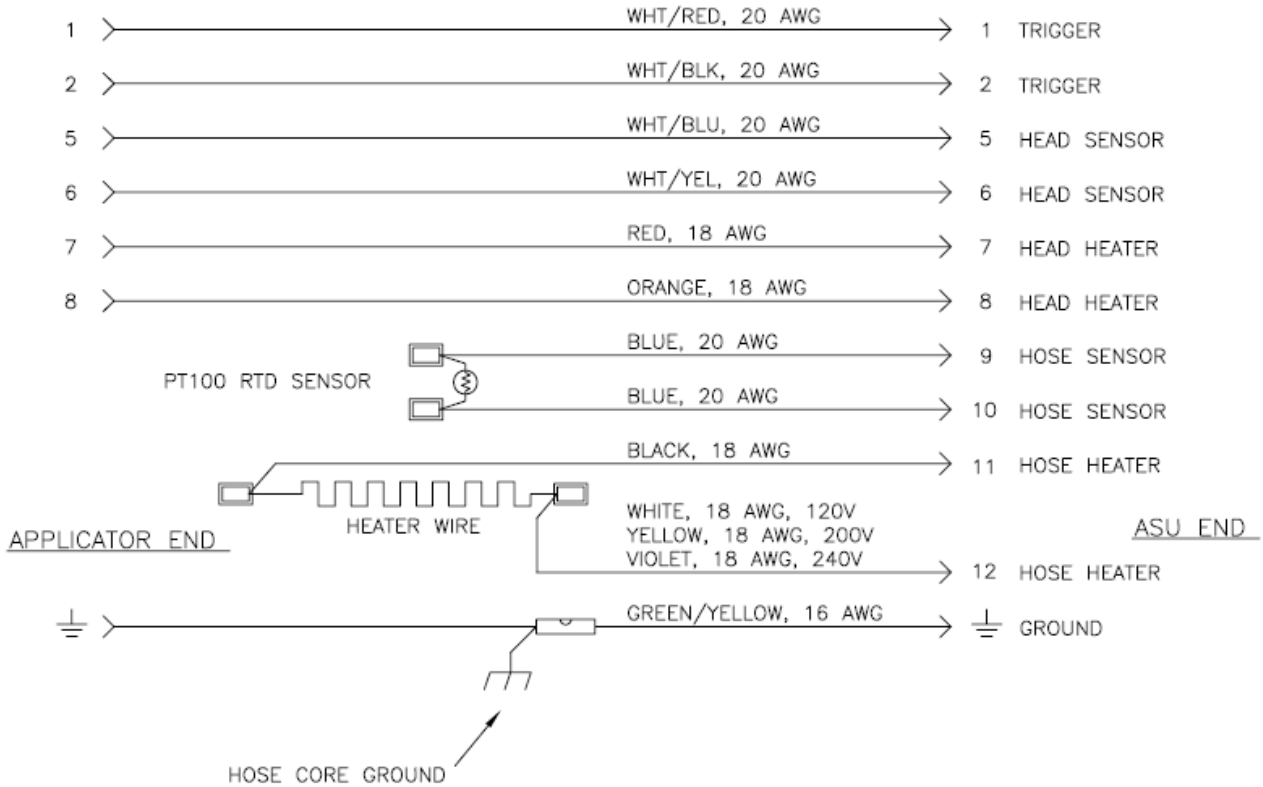 1 WHT/RED, 20 AWG 1 TRIGGER
2 WHT/BLK, 20 AWG 2 TRIGGER
5 WHT/BLU, 20 AWG 5 HEAD SENSOR
6 WHT/YEL, 20 AWG 6 HEAD SENSOR
7 RED, 18 AWG 7 HEAD HEATER
8 ORANGE, 18 AWG 8 HEAD HEATER
BLUE, 20 AWG 9 HOSE SENSOR
PT100 RTD SENSOR
BLUE, 20 AWG 10 HOSE SENSOR
BLACK, 18 AWG 11 HOSE HEATER
HEATER WIRE
WHITE, 18 AWG, 120V
YELLOW, 18 AWG, 200V
VIOLET, 18 AWG, 240V
APPLICATOR END
ASU END
12 HOSE HEATER
GREEN/YELLOW, 16 AWG GROUND
HOSE CORE GROUND